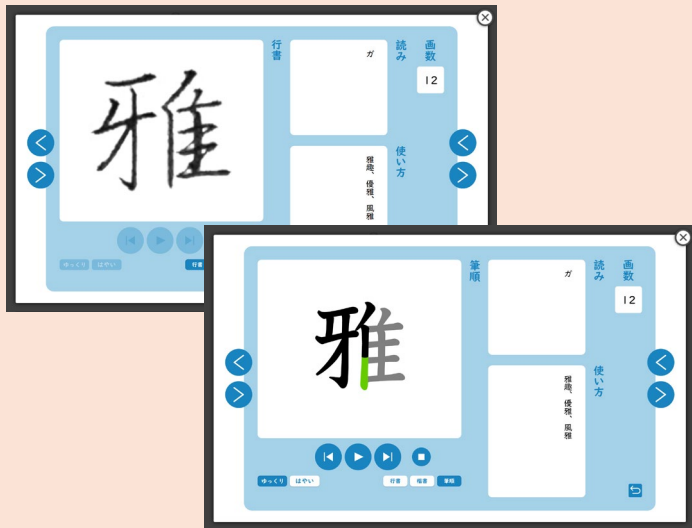 画数
12
読み
ガ
使い方
雅趣、優雅、風雅
行書
雅
ゆっくり
はやい
画数
12
読み
ガ
使い方
雅趣、優雅、風雅
筆順
雅
ゆっくり
はやい
行書
楷書
筆順